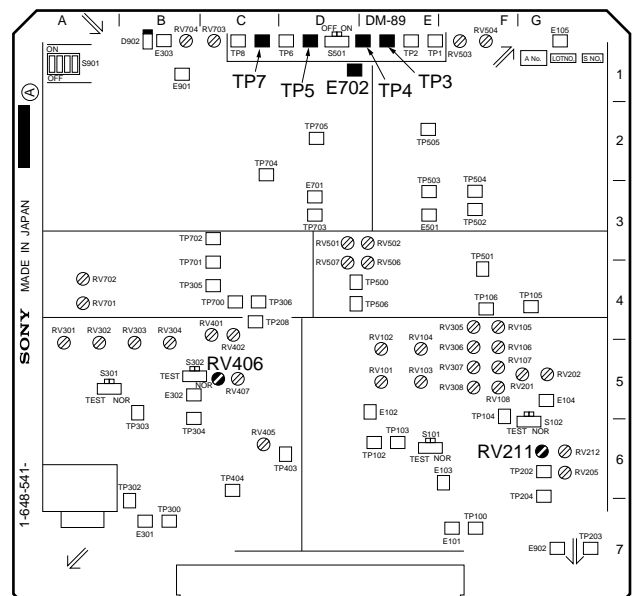 A B C D DM-89 E F G
RV704 RV703 OFF ON RV504 E105
D902 E303 TP8 TP6 S501 TP2 TP1 RV503
ON S901 OFF
A No. LOTNO, S NO,
E901 TP7 TP5 E702 TP4 TP3 1
A
TP705 TP505 2
TP704
E701 TP503 TP504
TP703 E501 TP502 3
TP702 RV501 RV502
TP701 RV507 RV506 TP501
RV702 TP305 TP500
RV701 TP700 TP306 TP506 TP106 TP105 4
TP208
RV301 RV302 RV303 RV304 RV401 RV402
RV102 RV104 RV305 RV105
RV306 RV106
S301 S302 RV406 RV101 RV103 RV307 RV107 RV202 5
TEST NOR TEST NOR RV407 RV308 RV201
E302 RV108 E104
TP303 TP304 E102 TP104 S102
TEST NOR
RV405 TP103 S101 RV211 RV212
TP403 TP102 TEST NOR TP202 RV205 6
TP404 E103 TP204
TP302
TP300 TP100
E301 E101 E902 TP203 7
SONY MADE IN JAPAN
1-648-541-